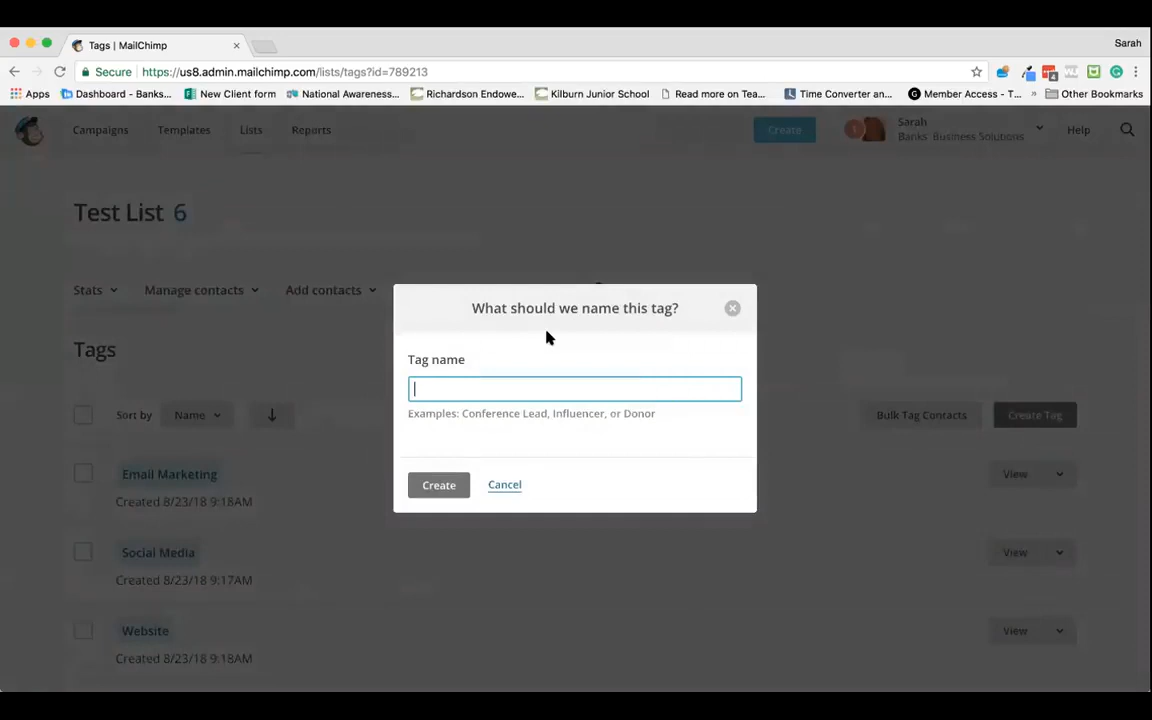 Tags | MailChimp
Sarah
Secure https://us8.admin.mailchimp.com/lists/tags?id=789213
Apps Dashboard - Banks... New Client form National Awareness... Richardson Endowe... Kilburn Junior School Read more on Tea... Time Converter an... Member Access - T... » Other Bookmarks
Campaigns Templates Lists Reports Create Sarah Help
Banks Business Solutions
Test List 6
Stats Manage contacts Add contacts
What should we name this tag?
Tags
Tag name
Sort by Name Bulk Tag Contacts Create Tag
Examples: Conference Lead, Influencer, or Donor
Email Marketing View
Created 8/23/18 9:18AM
Create Cancel
Social Media View
Created 8/23/18 9:17AM
Website View
Created 8/23/18 9:18AM